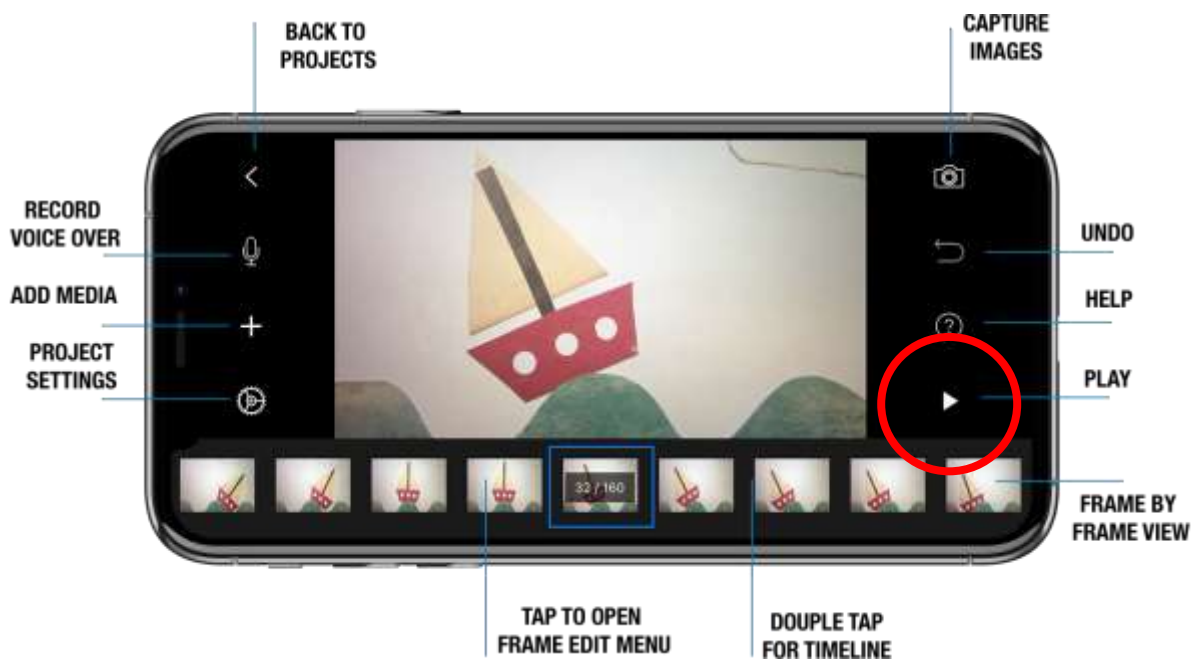 BACK TO
PROJECTS
CAPTURE
IMAGES
RECORD
VOICE OVER
ADD MEDIA
PROJECT
SETTINGS
UNDO
HELP
?
PLAY
32 / 160
FRAME BY
FRAME VIEW
TAP TO OPEN
FRAME EDIT MENU
DOUPLE TAP
FOR TIMELINE